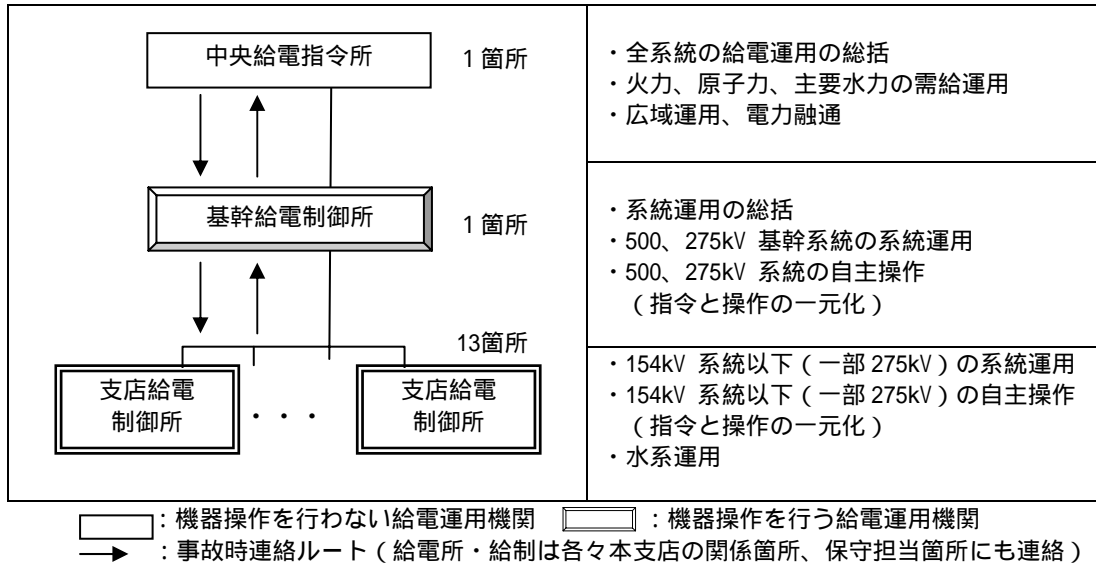 中央給電指令所
1 箇所
・全系統の給電運用の総括
・火力、原子力、主要水力の需給運用
・広域運用、電力融通
基幹給電制御所
1 箇所
・系統運用の総括
・500、275kV 基幹系統の系統運用
・500、275kV 系統の自主操作
(指令と操作の一元化)
13箇所
支店給電
制御所
・・・
支店給電
制御所
・154kV 系統以下(一部 275kV)の系統運用
・154kV 系統以下(一部 275kV)の自主操作
(指令と操作の一元化)
・水系運用
:機器操作を行わない給電運用機関 :機器操作を行う給電運用機関
:事故時連絡ルート(給電所・給制は各々本支店の関係箇所、保守担当箇所にも連絡)